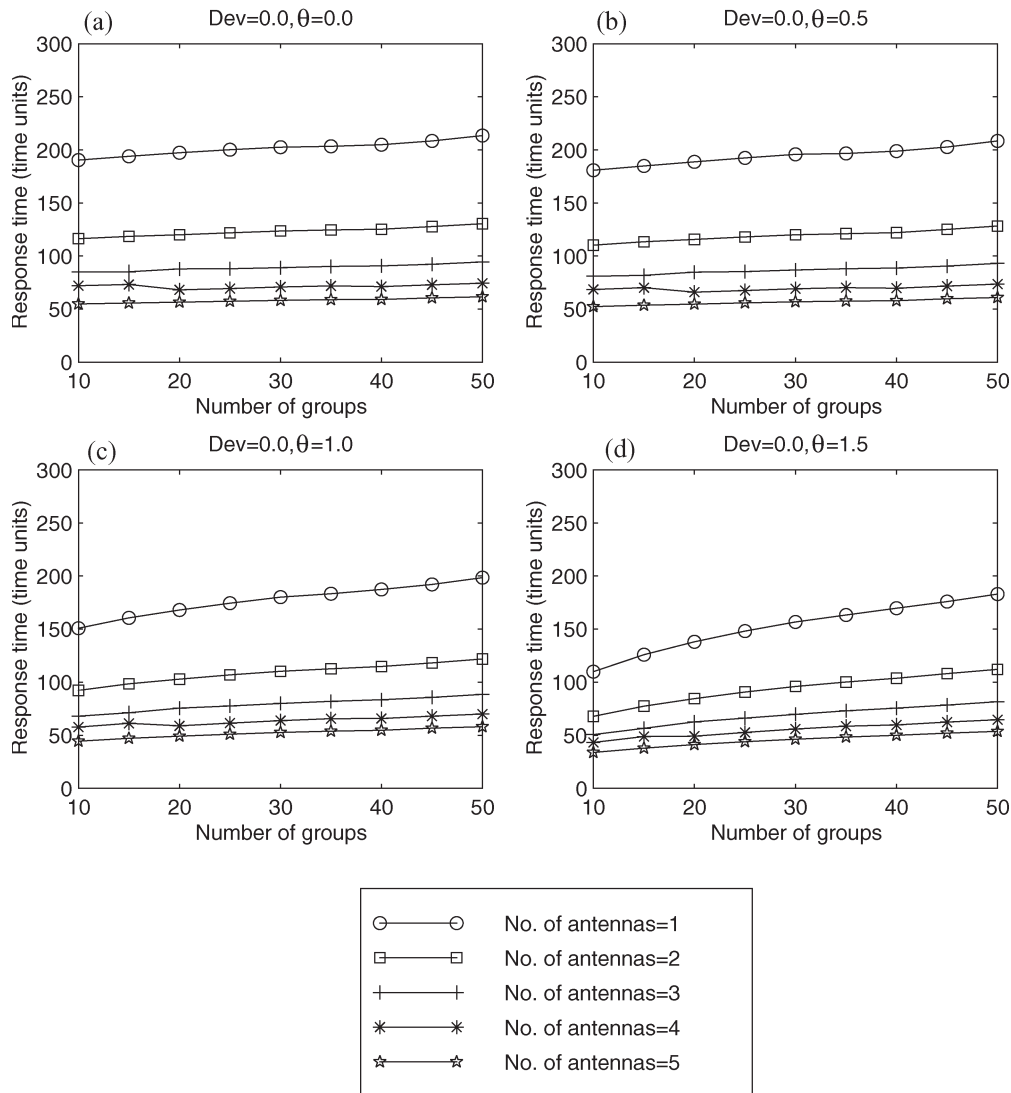 (a) Dev=0.0,θ=0.0
300
250
200
150
100
50
0
Response time (time units)
10 20 30 40 50
Number of groups
(b) Dev=0.0,θ=0.5
300
250
200
150
100
50
0
Response time (time units)
10 20 30 40 50
Number of groups
(c) Dev=0.0,θ=1.0
300
250
200
150
100
50
0
Response time (time units)
10 20 30 40 50
Number of groups
(d) Dev=0.0,θ=1.5
300
250
200
150
100
50
0
Response time (time units)
10 20 30 40 50
Number of groups
No. of antennas=1
No. of antennas=2
No. of antennas=3
No. of antennas=4
No. of antennas=5